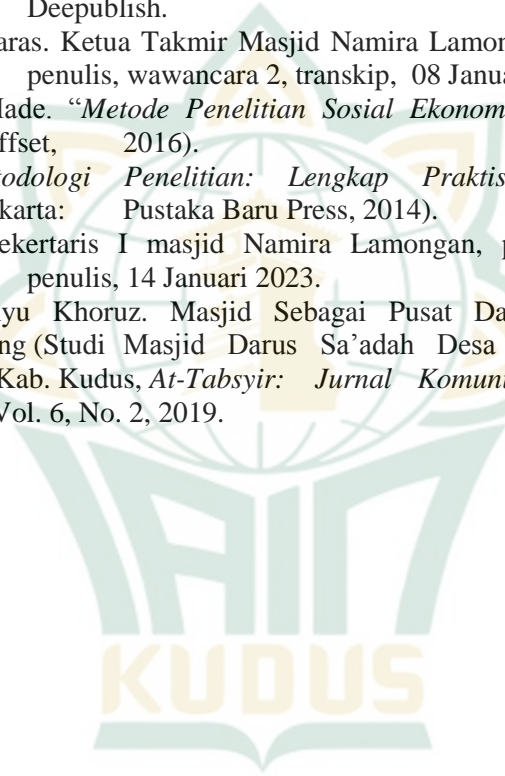 Deepublish.
aras. Ketua Takmir Masjid Namira Lamon
penulis, wawancara 2, transkip, 08 Janua
Made. “Metode Penelitian Sosial Ekonom
ffset, 2016).
todologi Penelitian: Lengkap Praktis
karta: Pustaka Baru Press, 2014).
ekertaris I masjid Namira Lamongan, p
penulis, 14 Januari 2023.
yu Khoruz. Masjid Sebagai Pusat Da
ng (Studi Masjid Darus Sa’adah Desa
Kab. Kudus, At-Tabsyir: Jurnal Komuni
Vol. 6, No. 2, 2019.
IAIN
KUDUS